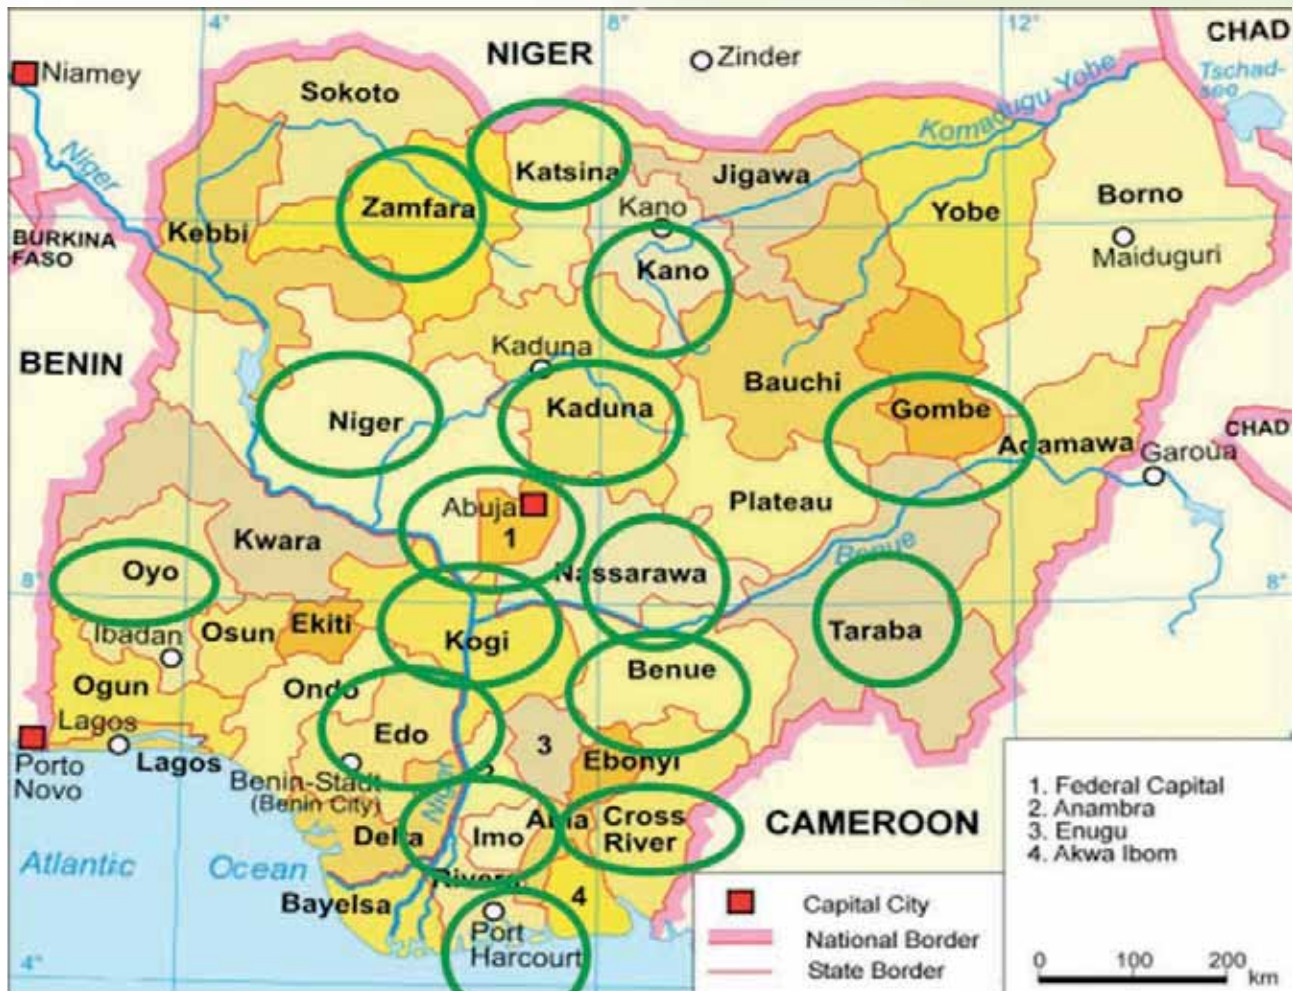 4°
8°
12°
CHAD
NIGER
Zinder
Niamey
Tschad-
see
Sokoto
Komadugu Yobe
Niger
Katsina
Jigawa
Zamfara
Kano
Yobe
Borno
Kebbi
BURKINA
FASO
Maiduguri
Kano
BENIN
Kaduna
Bauchi
Niger
Kaduna
Gombe
Adamawa
CHAD
Garoua
Abuja
Plateau
1
Kwara
Benue
Oyo
Nassarawa
8°
8°
Ibadan
Osun
Ekiti
Kogi
Taraba
Benue
Ogun
Ondo
Lagos
Edo
3
Ebonyi
Porto
Novo
Lagos
Benin-Stadt
(Benin City)
2
Niger
Delta
Imo
Abia
Cross
River
CAMEROON
Atlantic Ocean
Rivers
Bayelsa
4
Port
Harcourt
4°
1. Federal Capital
2. Anambra
3. Enugu
4. Akwa Ibom
Capital City
National Border
State Border
0 100 200
km